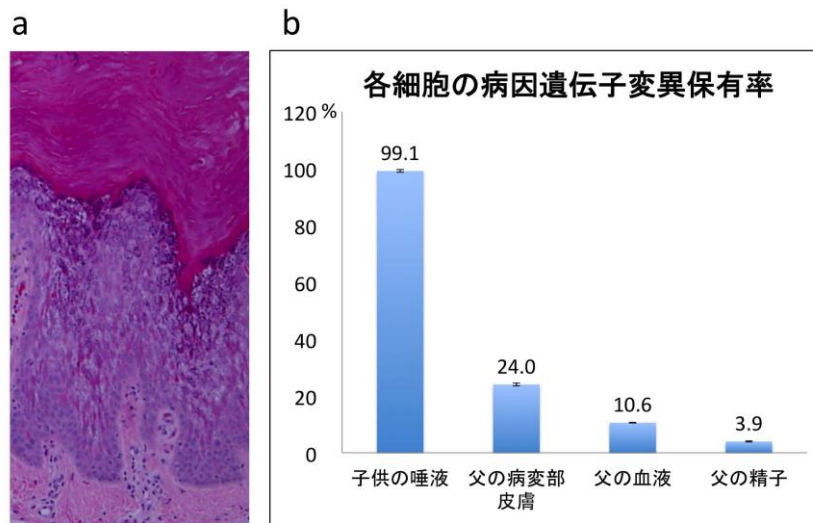 a
b
各細胞の病因遺伝子変異保有率
120 %
100
80
60
40
20
0
99.1
24.0
10.6
3.9
子供の唾液
父の病変部
皮膚
父の血液
父の精子